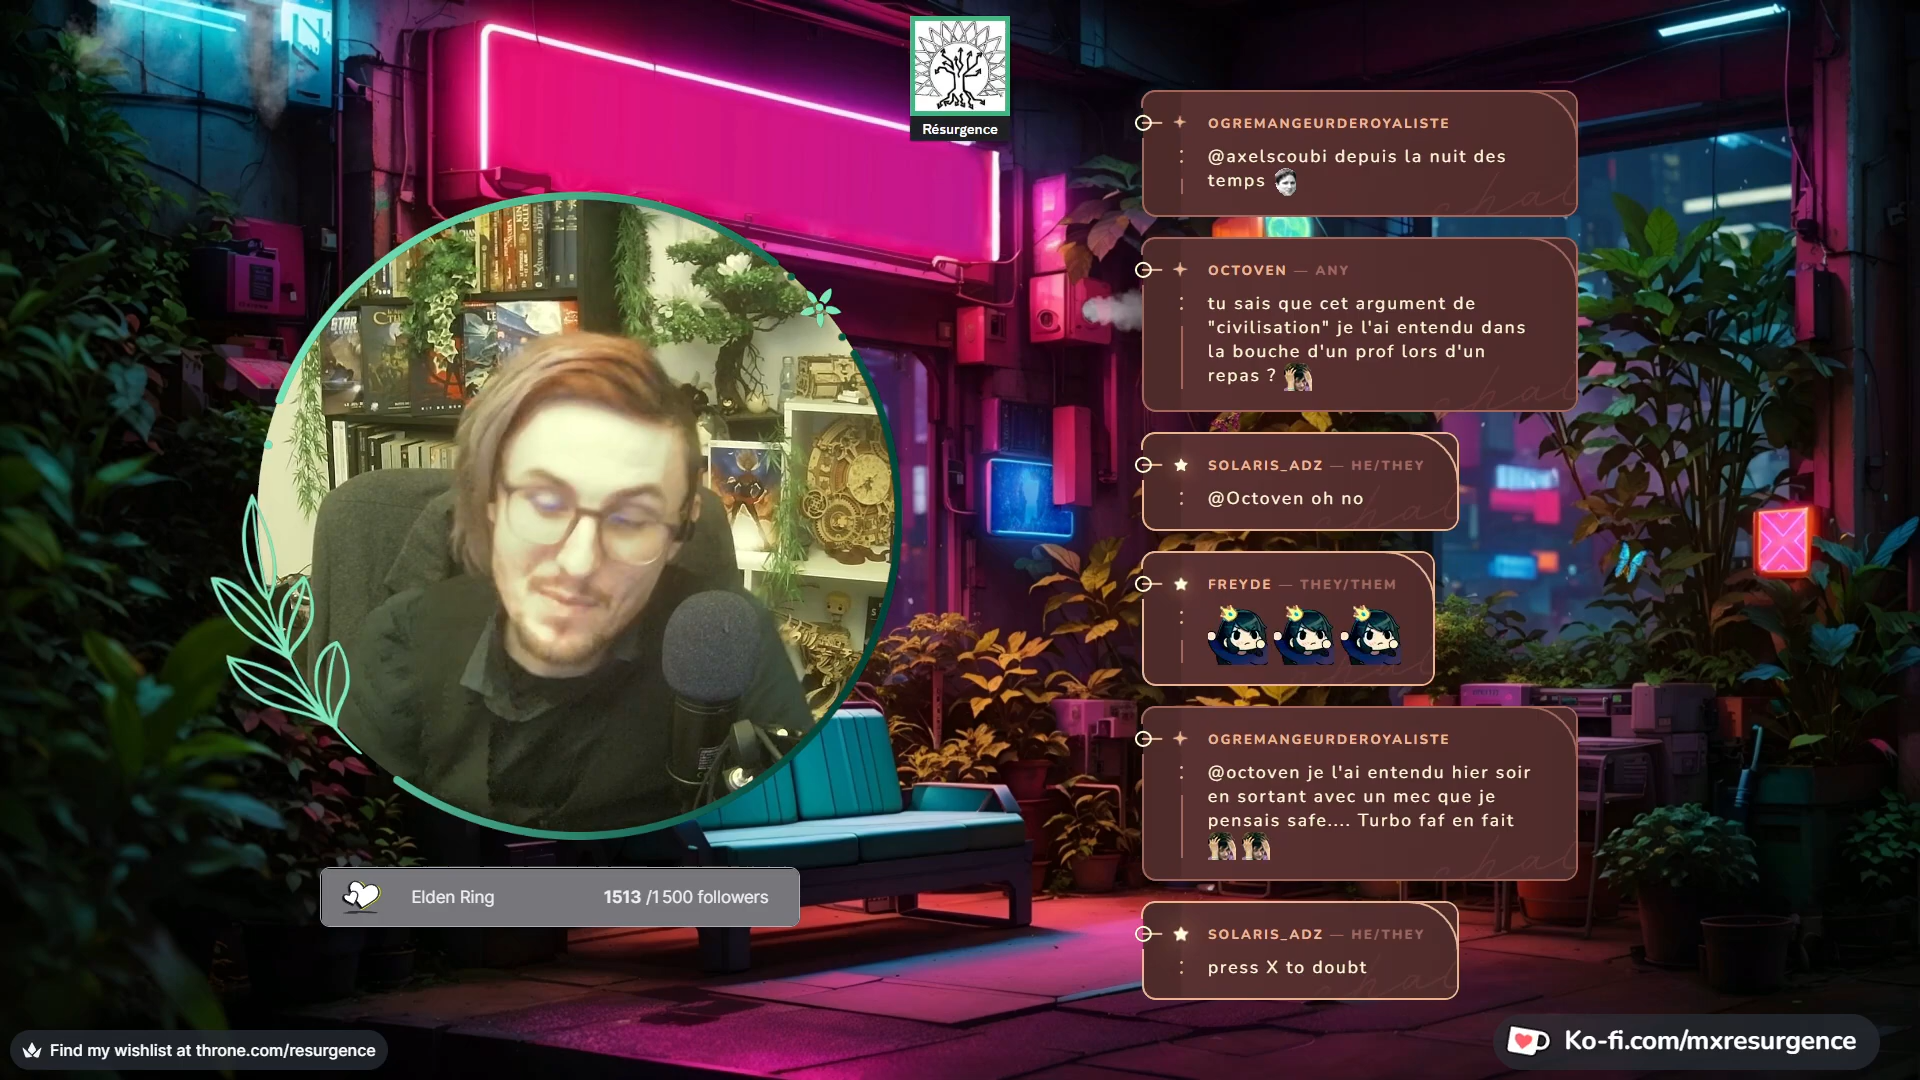 Résurgence
OGREMANGEURDEROYALISTE
@axelscoubi depuis la nuit des
temps
OCTOVEN — ANY
tu sais que cet argument de
"civilisation" je l'ai entendu dans
la bouche d'un prof lors d'un
repas ?
SOLARIS_ADZ — HE/THEY
@Octoven oh no
FREYDE — THEY/THEM
OGREMANGEURDEROYALISTE
@octoven je l'ai entendu hier soir
en sortant avec un mec que je
pensais safe.... Turbo faf en fait
SOLARIS_ADZ — HE/THEY
press X to doubt
Elden Ring
1513 /1 500 followers
Find my wishlist at throne.com/resurgence
Ko-fi.com/mxresurgence